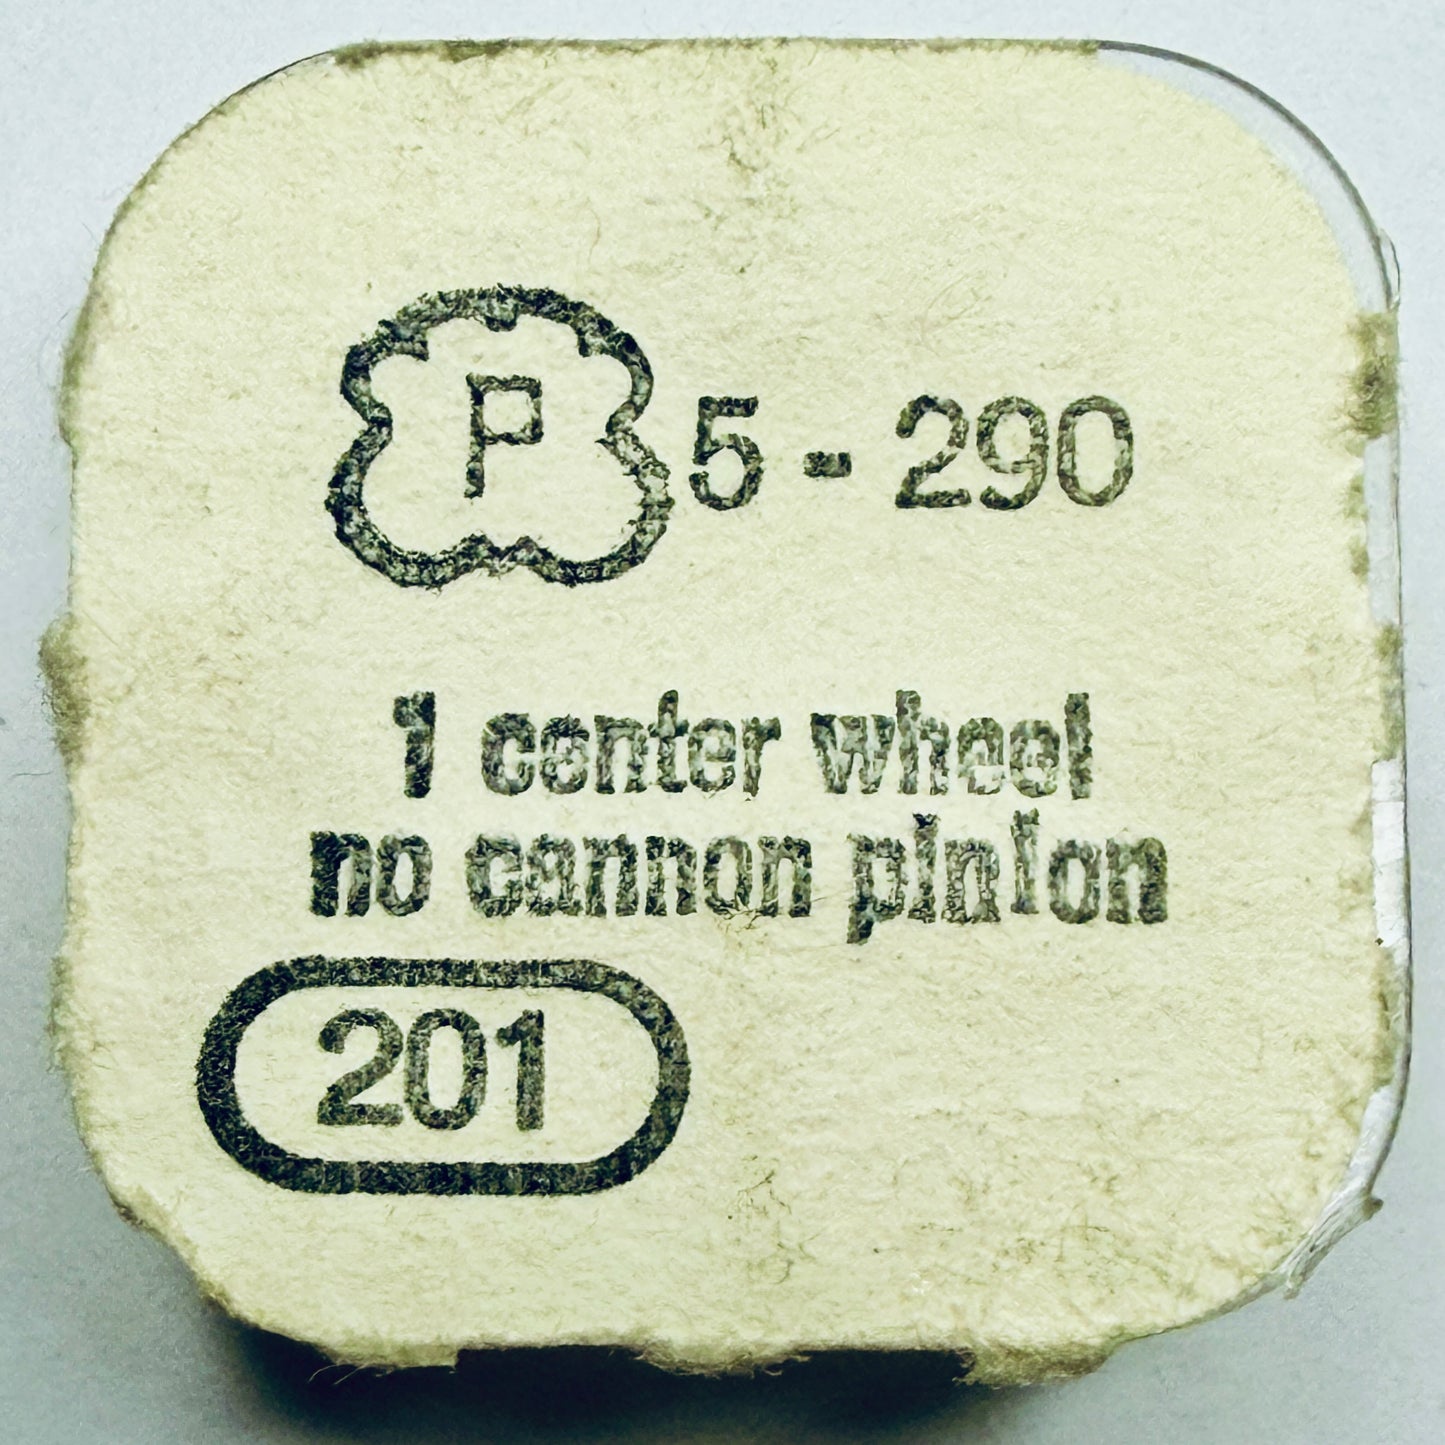 P 5 - 290
1 center wheel
no cannon pinion
201